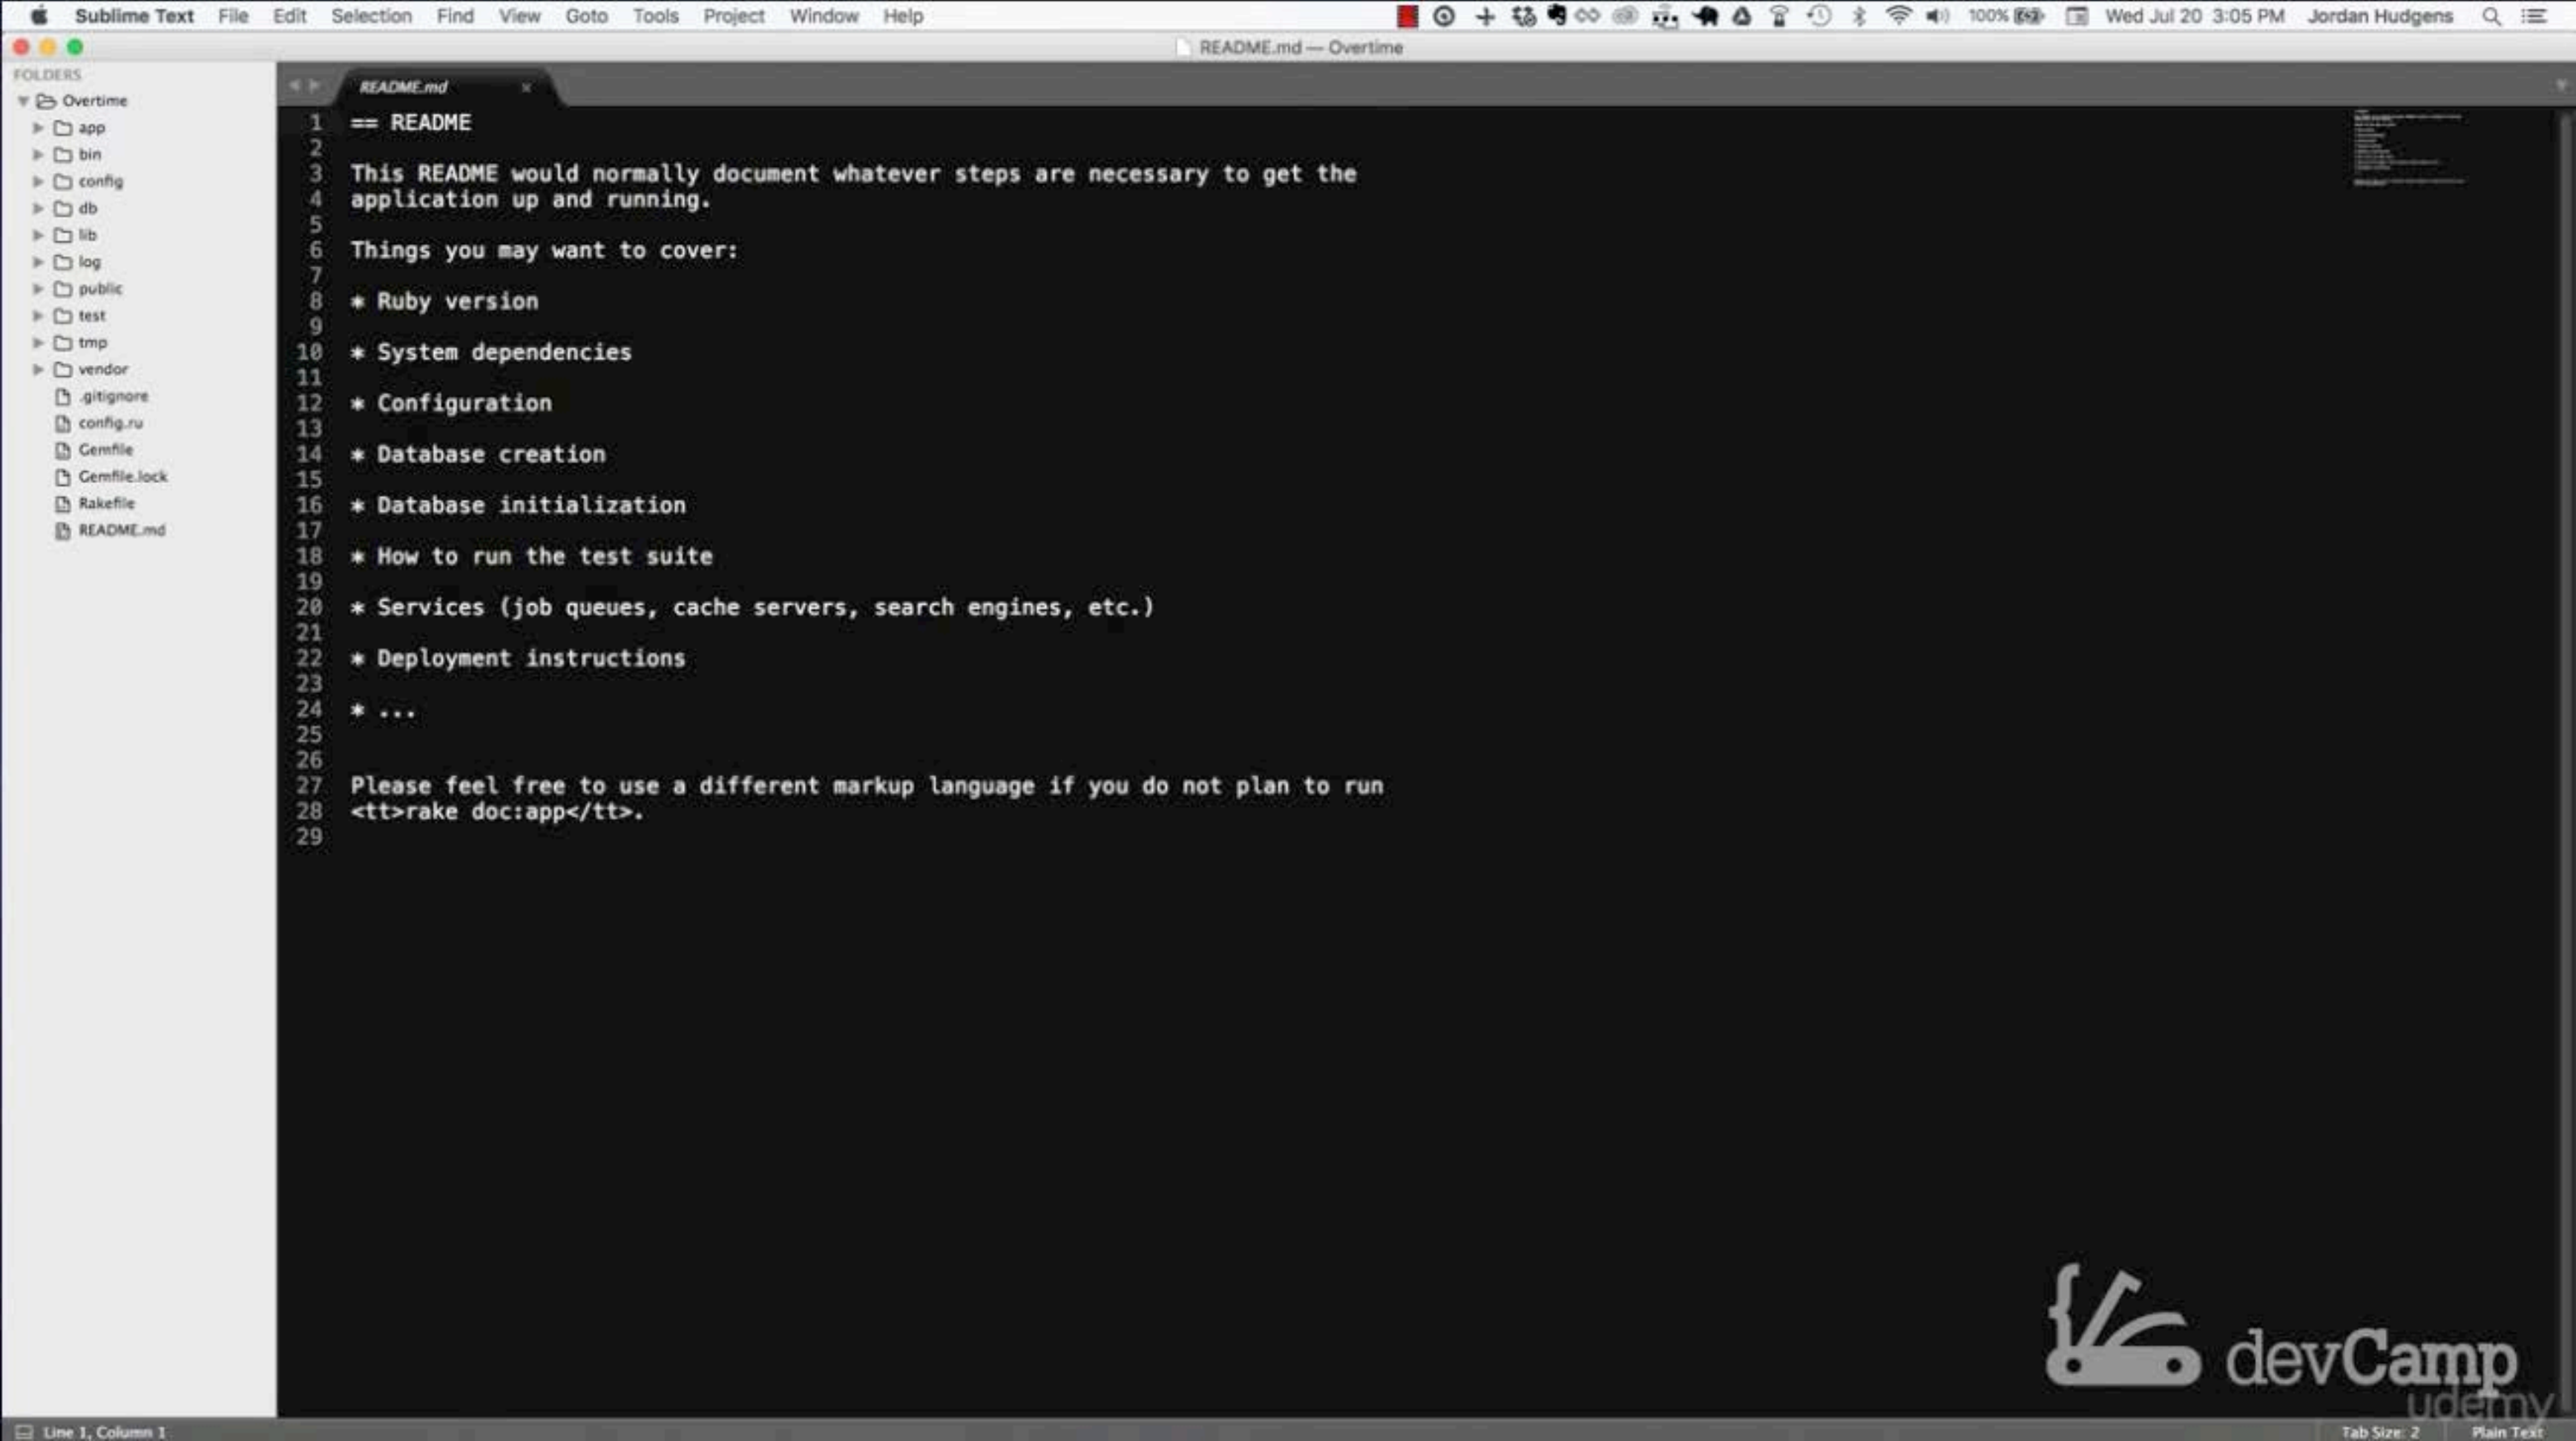 Sublime Text File Edit Selection Find View Goto Tools Project Window Help 100% Wed Jul 20 3:05 PM Jordan Hudgens
README.md — Overtime
FOLDERS
Overtime
app
bin
config
db
lib
log
public
test
tmp
vendor
.gitignore
config.ru
Gemfile
Gemfile.lock
Rakefile
README.md
README.md
1 == README
2
3 This README would normally document whatever steps are necessary to get the
4 application up and running.
5
6 Things you may want to cover:
7
8 * Ruby version
9
10 * System dependencies
11
12 * Configuration
13
14 * Database creation
15
16 * Database initialization
17
18 * How to run the test suite
19
20 * Services (job queues, cache servers, search engines, etc.)
21
22 * Deployment instructions
23
24 * ...
25
26
27 Please feel free to use a different markup language if you do not plan to run
28 <tt>rake doc:app</tt>.
29
devCamp
udemy
Line 1, Column 1 Tab Size: 2 Plain Text